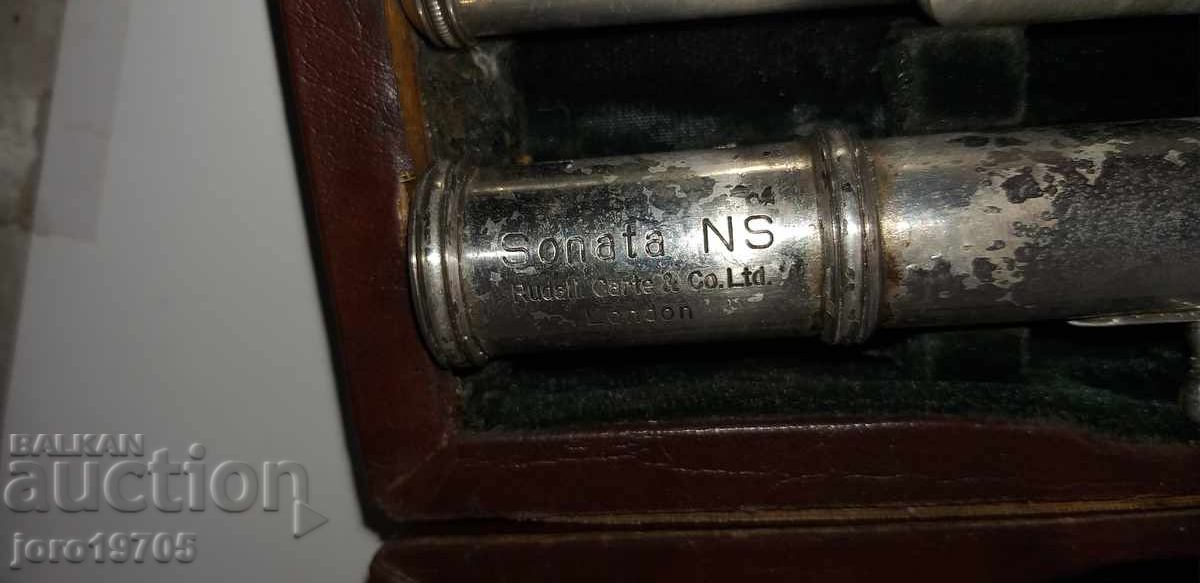 Sonata NS
Rudall Carte & Co.Ltd.
London
BALKAN
auction
joro19705